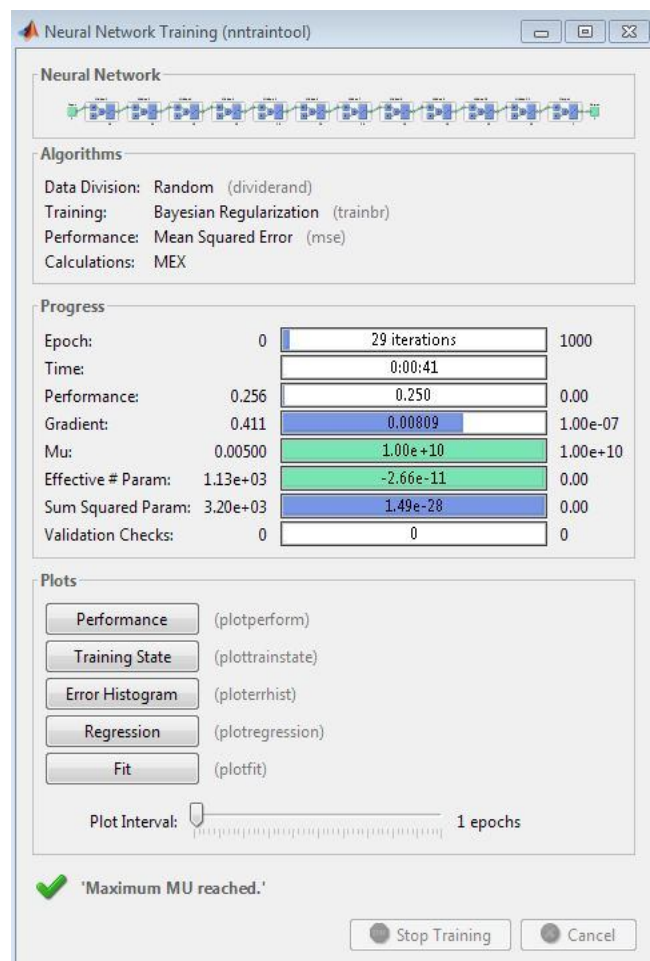 Neural Network Training (nntraintool)
Neural Network
Algorithms
Data Division: Random (dividerand)
Training: Bayesian Regularization (trainbr)
Performance: Mean Squared Error (mse)
Calculations: MEX
Progress
Epoch: 0 29 iterations 1000
Time: 0:00:41
Performance: 0.256 0.250 0.00
Gradient: 0.411 0.00809 1.00e-07
Mu: 0.00500 1.00e+10 1.00e+10
Effective # Param: 1.13e+03 -2.66e-11 0.00
Sum Squared Param: 3.20e+03 1.49e-28 0.00
Validation Checks: 0 0 0
Plots
Performance (plotperform)
Training State (plottrainstate)
Error Histogram (ploterrhist)
Regression (plotregression)
Fit (plotfit)
Plot Interval: 1 epochs
'Maximum MU reached.'
Stop Training Cancel